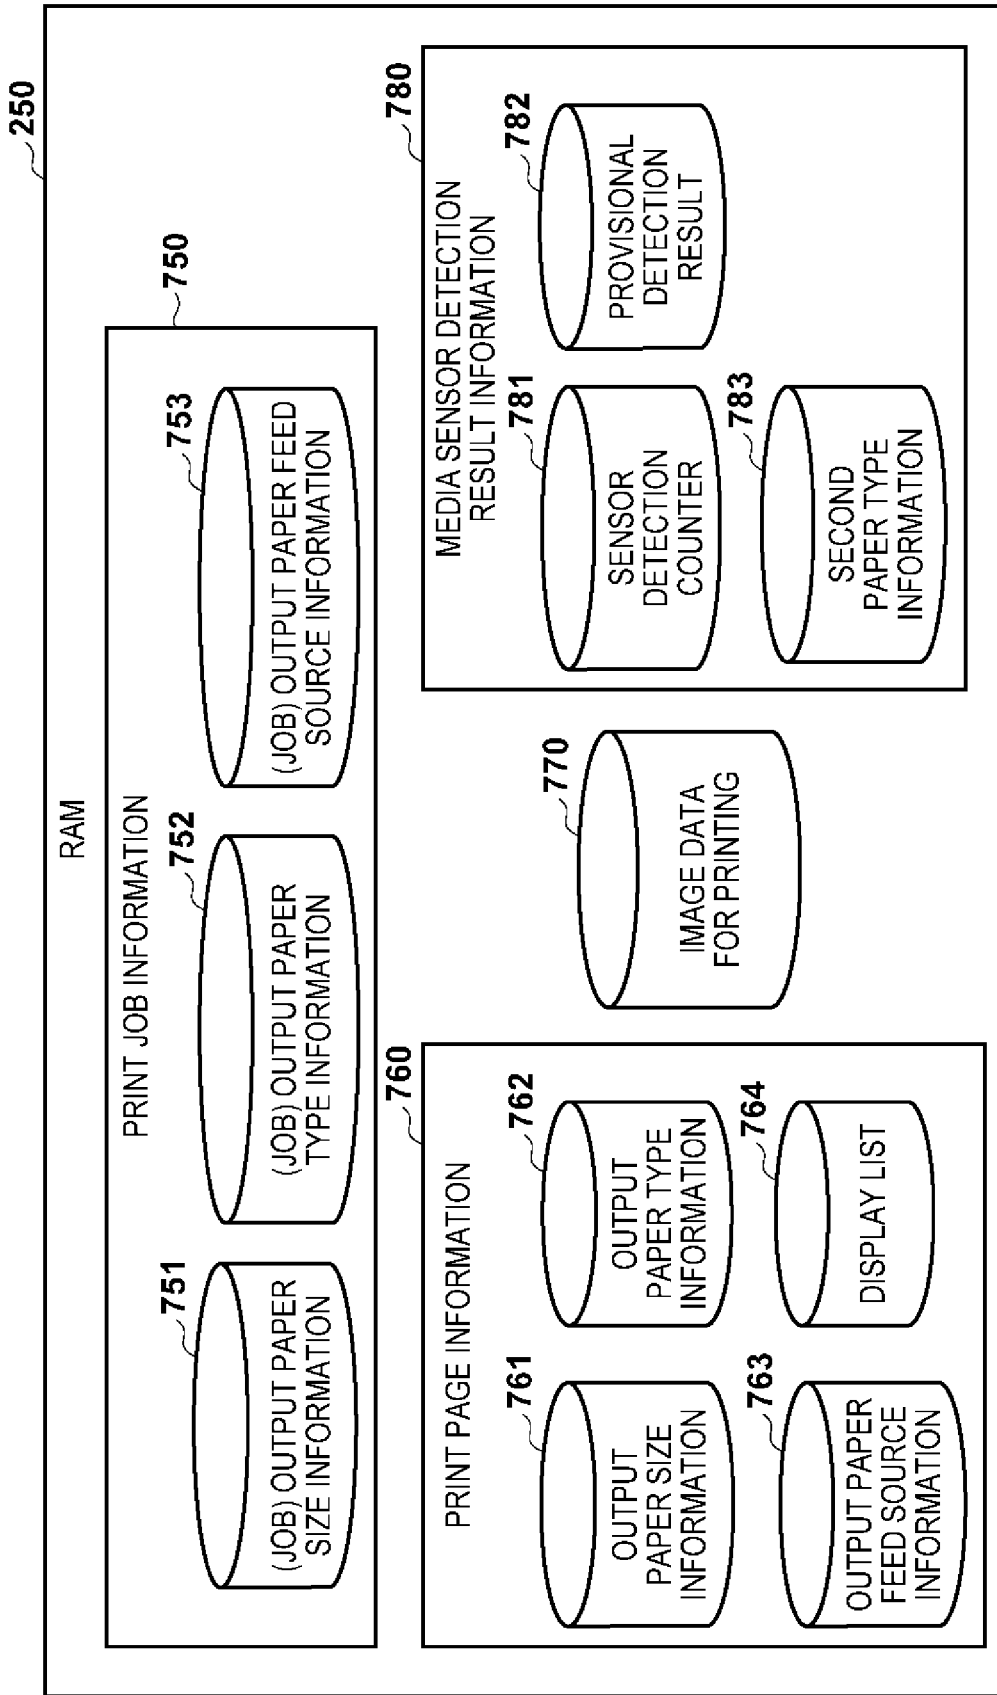 250
RAM
750
PRINT JOB INFORMATION
751
(JOB) OUTPUT PAPER
SIZE INFORMATION
752
(JOB) OUTPUT PAPER
TYPE INFORMATION
753
(JOB) OUTPUT PAPER FEED
SOURCE INFORMATION
760
PRINT PAGE INFORMATION
761
OUTPUT
PAPER SIZE
INFORMATION
762
OUTPUT
PAPER TYPE
INFORMATION
763
OUTPUT PAPER
FEED SOURCE
INFORMATION
764
DISPLAY LIST
770
IMAGE DATA
FOR PRINTING
780
MEDIA SENSOR DETECTION
RESULT INFORMATION
781
SENSOR
DETECTION
COUNTER
782
PROVISIONAL
DETECTION
RESULT
783
SECOND
PAPER TYPE
INFORMATION